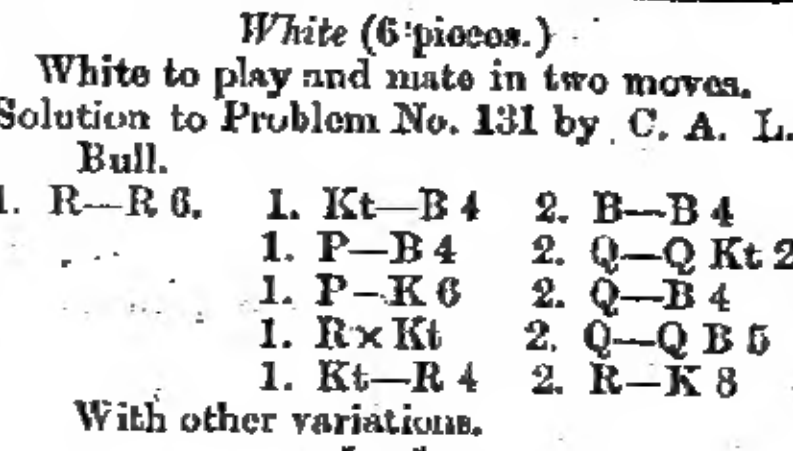 White (6 pieces.)
White to play and mate in two moves.
Solution to Problem No. 131 by C. A. L.
Bull.
1. R—R 6. 1. Kt—B 4 2. B—B 4
1. P—B 4 2. Q—Q Kt 2
1. P—K 6 2. Q—B 4
1. R×Kt 2. Q—Q B 5
1. Kt—R 4 2. R—K 8
With other variations.